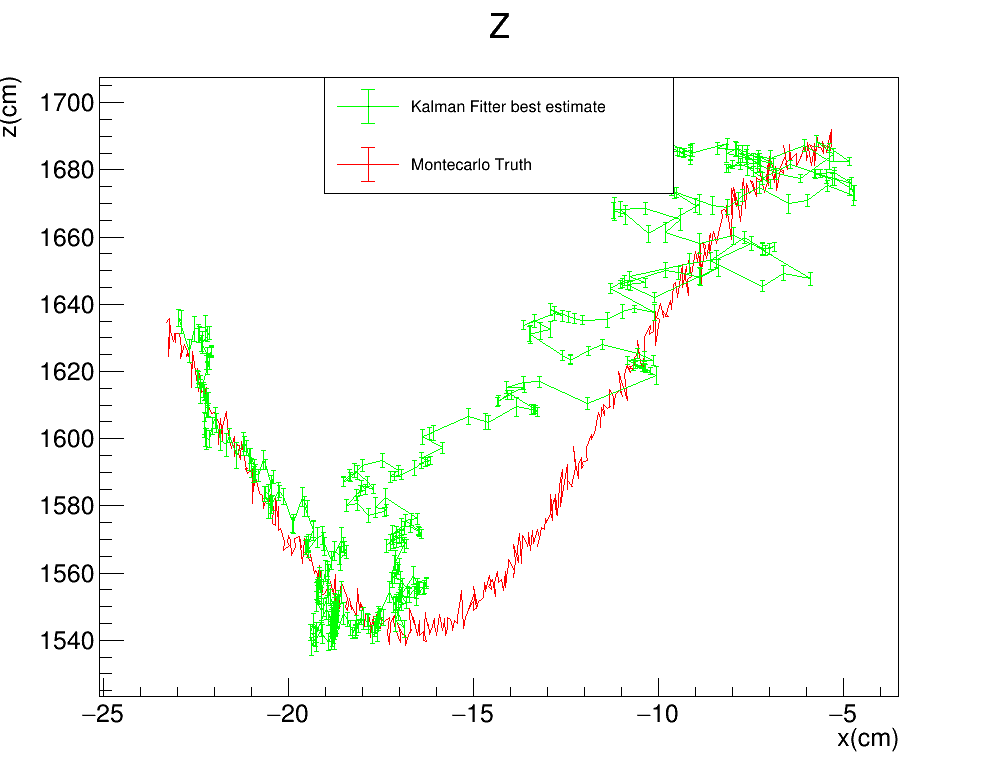 Z
z(cm)
Kalman Fitter best estimate
Montecarlo Truth
1700
1680
1660
1640
1620
1600
1580
1560
1540
−25 −20 −15 −10 −5
x(cm)